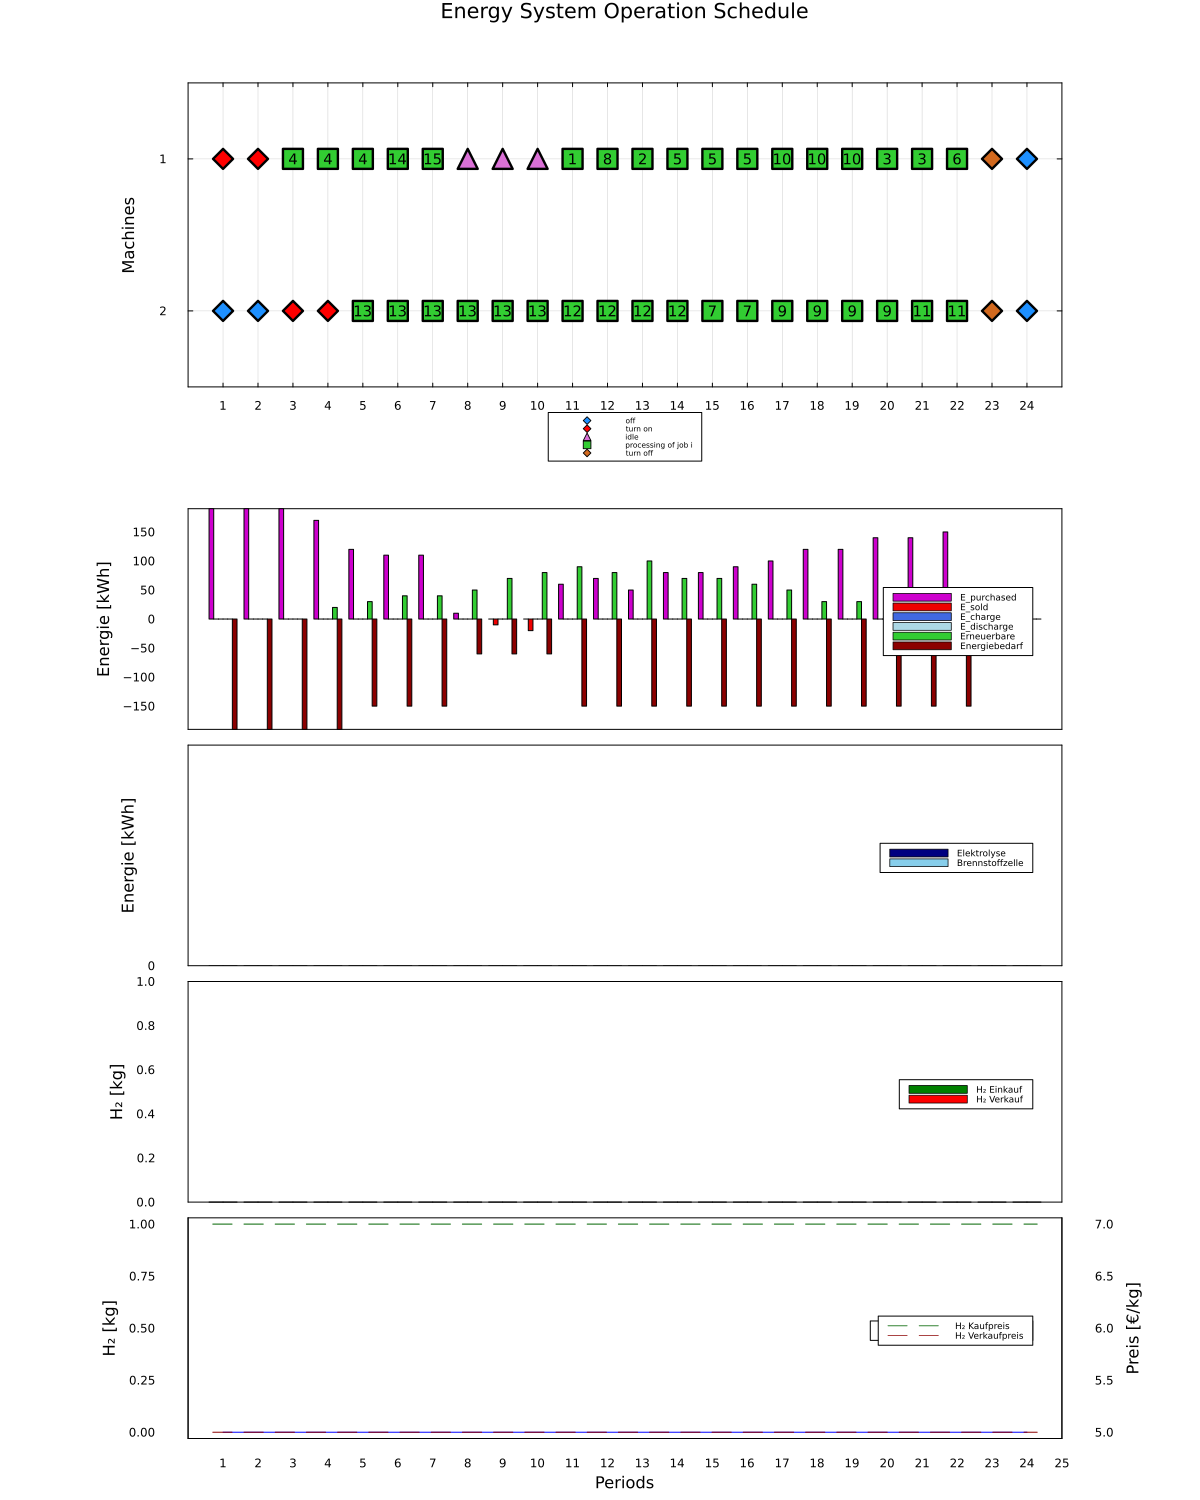 Energy System Operation Schedule
Machines
1
4 4 4 14 15 1 8 2 5 5 5 10 10 10 3 3 6
2
13 13 13 13 13 13 12 12 12 12 7 7 9 9 9 9 11 11
1 2 3 4 5 6 7 8 9 10 11 12 13 14 15 16 17 18 19 20 21 22 23 24
off
turn on
idle
processing of job i
turn off
Energie [kWh]
150
100
50
0
−50
−100
−150
E_purchased
E_sold
E_charge
E_discharge
Erneuerbare
Energiebedarf
Energie [kWh]
0
Elektrolyse
Brennstoffzelle
H₂ [kg]
1.0
0.8
0.6
0.4
0.2
0.0
H₂ Einkauf
H₂ Verkauf
H₂ [kg]
1.00
0.75
0.50
0.25
0.00
H₂ Kaufpreis
H₂ Verkaufpreis
7.0
6.5
6.0
5.5
5.0
Preis [€/kg]
1 2 3 4 5 6 7 8 9 10 11 12 13 14 15 16 17 18 19 20 21 22 23 24 25
Periods